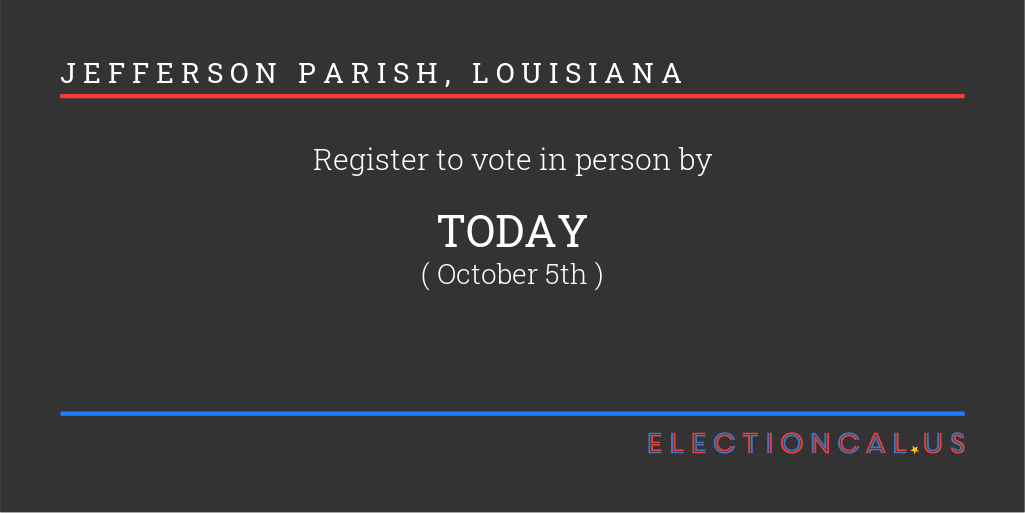 JEFFERSON PARISH, LOUISIANA
Register to vote in person by
TODAY
( October 5th )
ELECTIONCAL.US